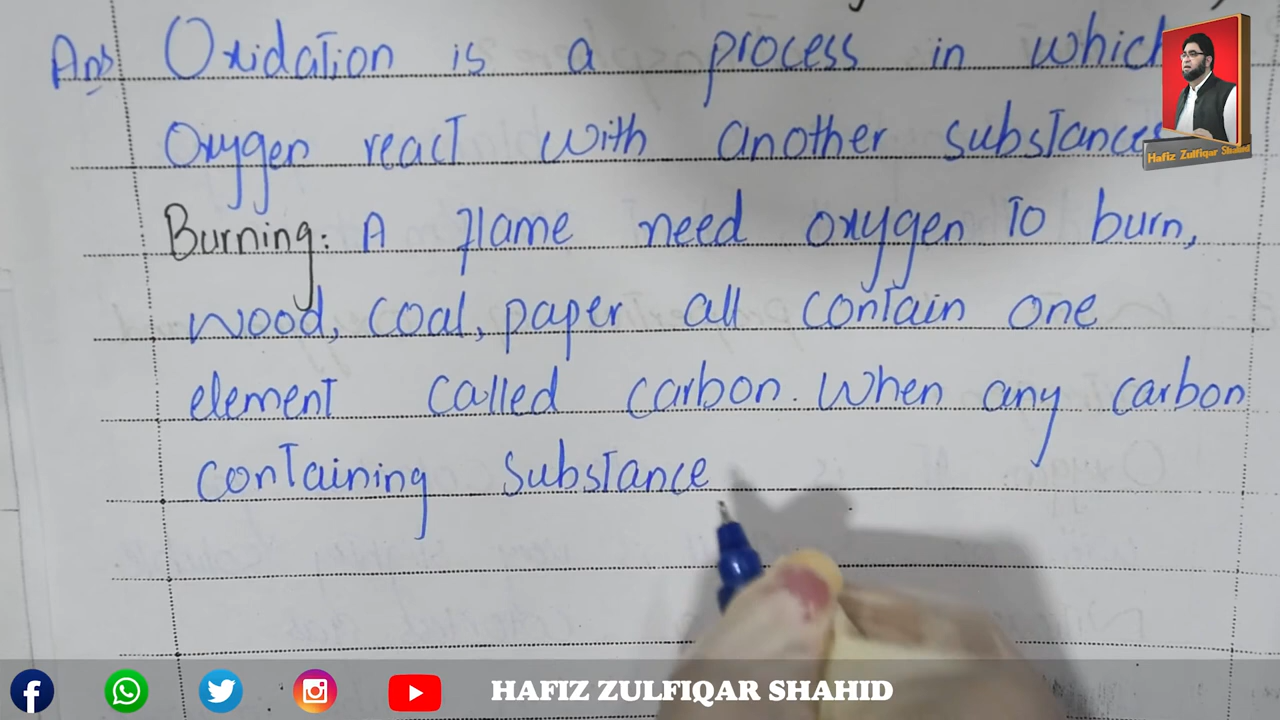 Ans Oxidation is a process in which
Oxygen react with another substances
Burning: A flame need oxygen to burn,
wood, coal, paper all contain one
element called carbon. When any carbon
containing substance
Hafiz Zulfiqar Shahid
HAFIZ ZULFIQAR SHAHID